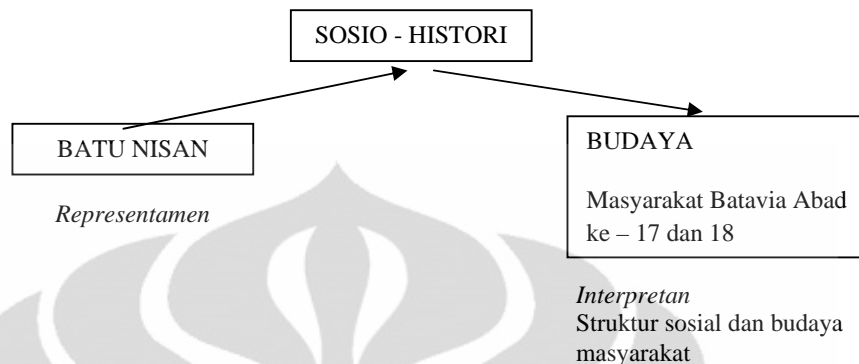 SOSIO - HISTORI
BATU NISAN
Representamen
BUDAYA
Masyarakat Batavia Abad
ke – 17 dan 18
Interpretan
Struktur sosial dan budaya
masyarakat